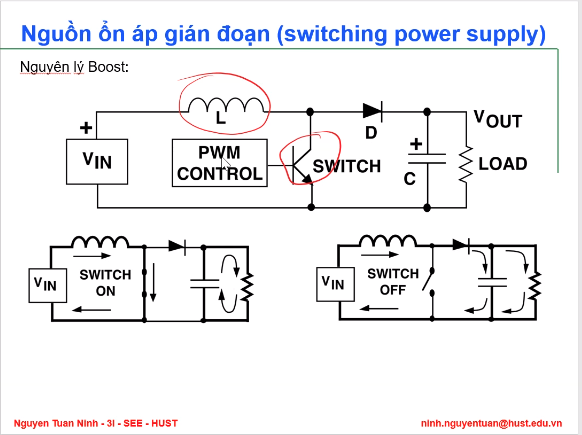 Nguồn ổn áp gián đoạn (switching power supply)
Nguyên lý Boost:
L
+
VIN
PWM
CONTROL
SWITCH
D
+
C
VOUT
LOAD
VIN
SWITCH
ON
VIN
SWITCH
OFF
Nguyen Tuan Ninh - 3I - SEE - HUST
ninh.nguyentuan@hust.edu.vn